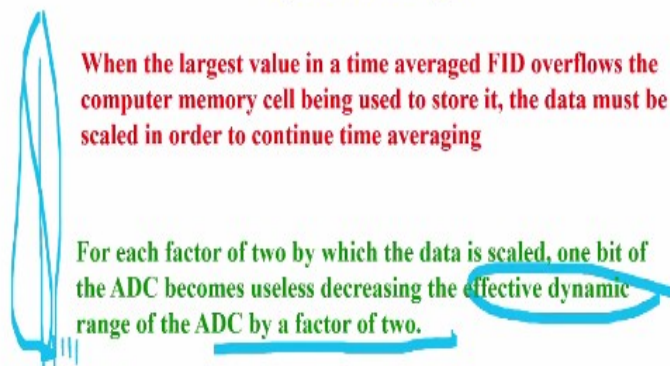 When the largest value in a time averaged FID overflows the
computer memory cell being used to store it, the data must be
scaled in order to continue time averaging
For each factor of two by which the data is scaled, one bit of
the ADC becomes useless decreasing the effective dynamic
range of the ADC by a factor of two.